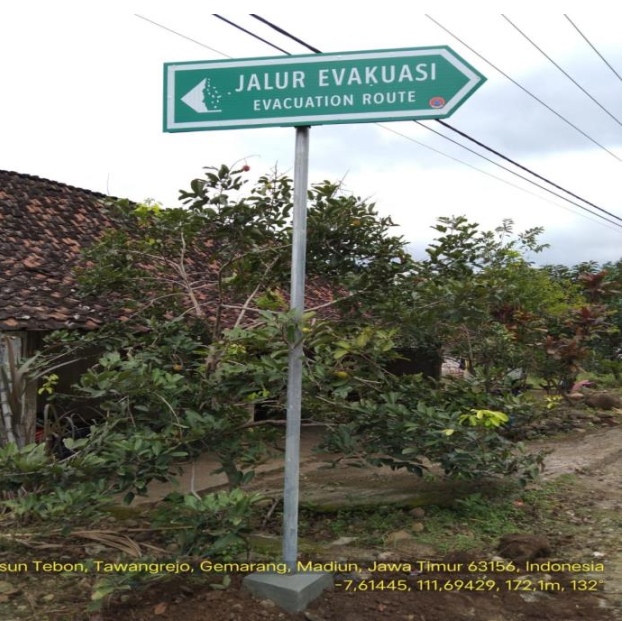 JALUR EVAKUASI
EVACUATION ROUTE
sun Tebon, Tawangrejo, Gemarang, Madiun, Jawa Timur 63156, Indonesia
-7,61445, 111,69429, 172,1m, 132°